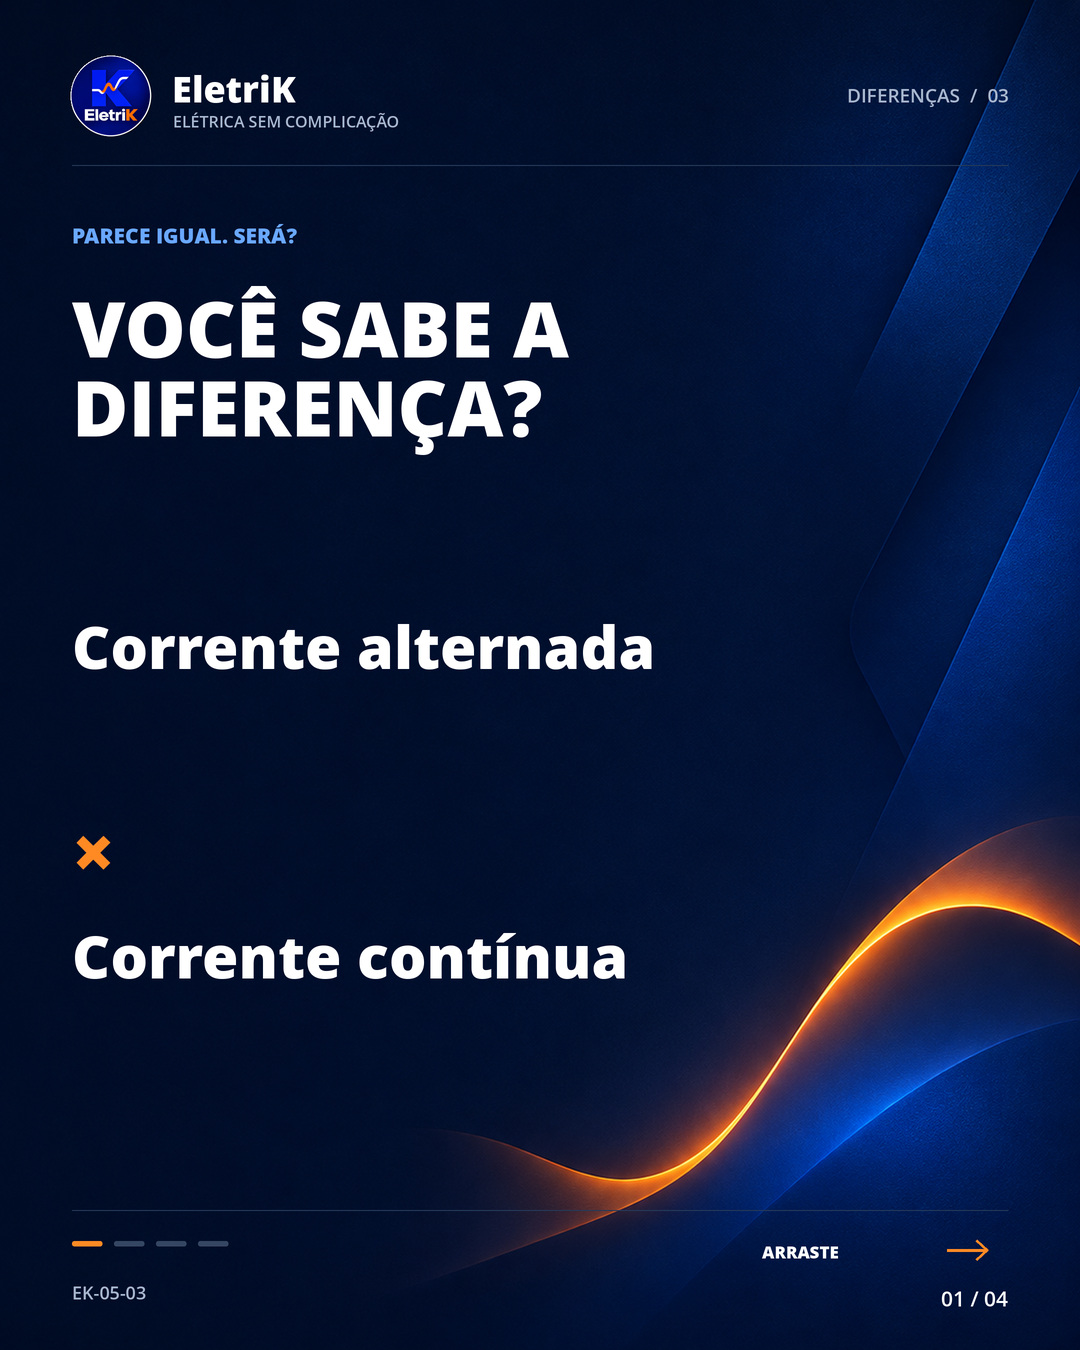 EletriK
EletriK
ELÉTRICA SEM COMPLICAÇÃO
DIFERENÇAS / 03
PARECE IGUAL. SERÁ?
VOCÊ SABE A
DIFERENÇA?
Corrente alternada
×
Corrente contínua
ARRASTE →
EK-05-03
01 / 04